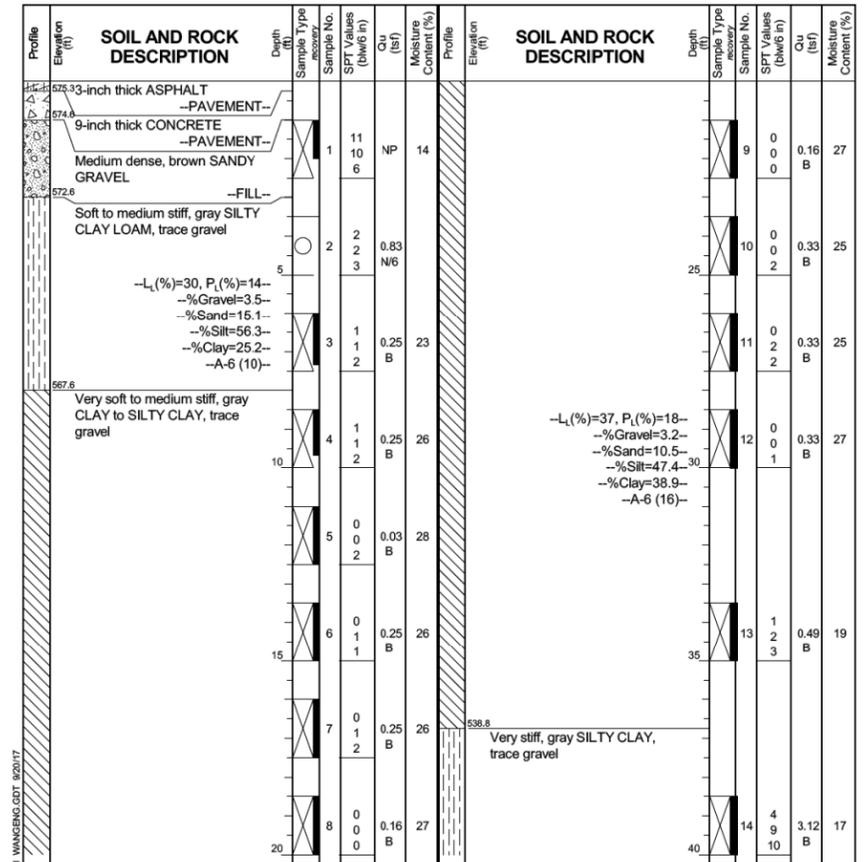 Profile
Elevation (ft)
SOIL AND ROCK
DESCRIPTION
Depth (ft)
Sample Type
recovery
Sample No.
SPT Values (blw/6 in)
Qu (tsf)
Moisture Content (%)
575.3 3-inch thick ASPHALT
--PAVEMENT--
574.6
9-inch thick CONCRETE
--PAVEMENT--
Medium dense, brown SANDY
GRAVEL
--FILL--
572.6
1 11 10 6 NP 14
Soft to medium stiff, gray SILTY
CLAY LOAM, trace gravel
2 2 2 3 0.83 N/6
5
--LL(%)=30, PL(%)=14--
--%Gravel=3.5--
--%Sand=15.1--
--%Silt=56.3--
--%Clay=25.2--
--A-6 (10)--
3 1 1 2 0.25 B 23
567.6
Very soft to medium stiff, gray
CLAY to SILTY CLAY, trace
gravel
4 1 1 2 0.25 B 26
10
5 0 0 2 0.03 B 28
6 0 1 1 0.25 B 26
15
7 0 1 2 0.25 B 26
8 0 0 0 0.16 B 27
20
WANGENG.GDT 9/20/17
Profile
Elevation (ft)
SOIL AND ROCK
DESCRIPTION
Depth (ft)
Sample Type
recovery
Sample No.
SPT Values (blw/6 in)
Qu (tsf)
Moisture Content (%)
9 0 0 0 0.16 B 27
10 0 0 2 0.33 B 25
25
11 0 2 2 0.33 B 25
--LL(%)=37, PL(%)=18--
--%Gravel=3.2--
--%Sand=10.5--
--%Silt=47.4--
--%Clay=38.9--
--A-6 (16)--
12 0 0 1 0.33 B 27
30
13 1 2 3 0.49 B 19
35
538.8
Very stiff, gray SILTY CLAY,
trace gravel
14 4 9 10 3.12 B 17
40